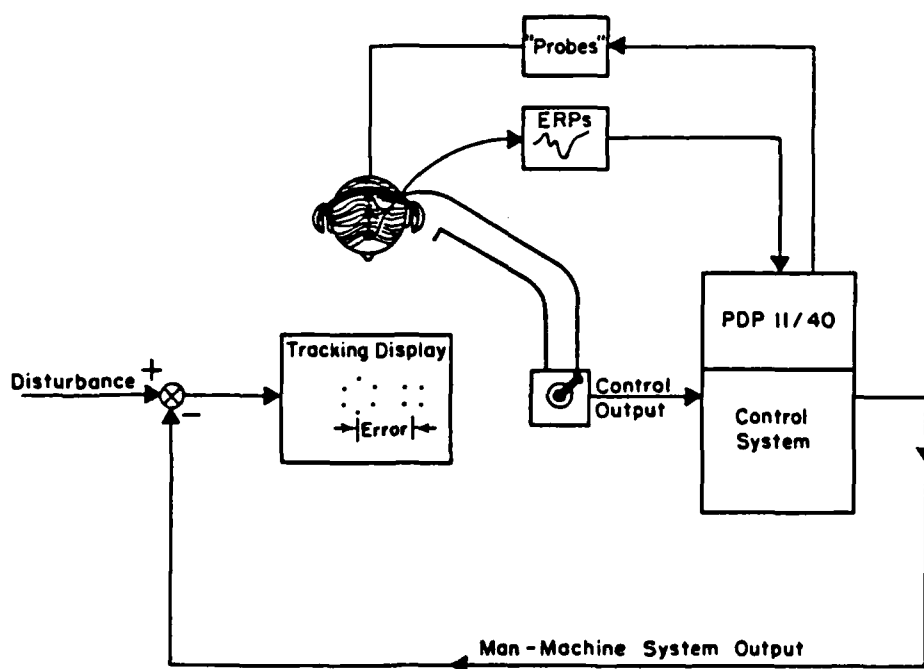 "Probes"
ERPs
PDP 11/40
Tracking Display
+
Disturbance
-
Error
Control
Output
Control
System
Man-Machine System Output